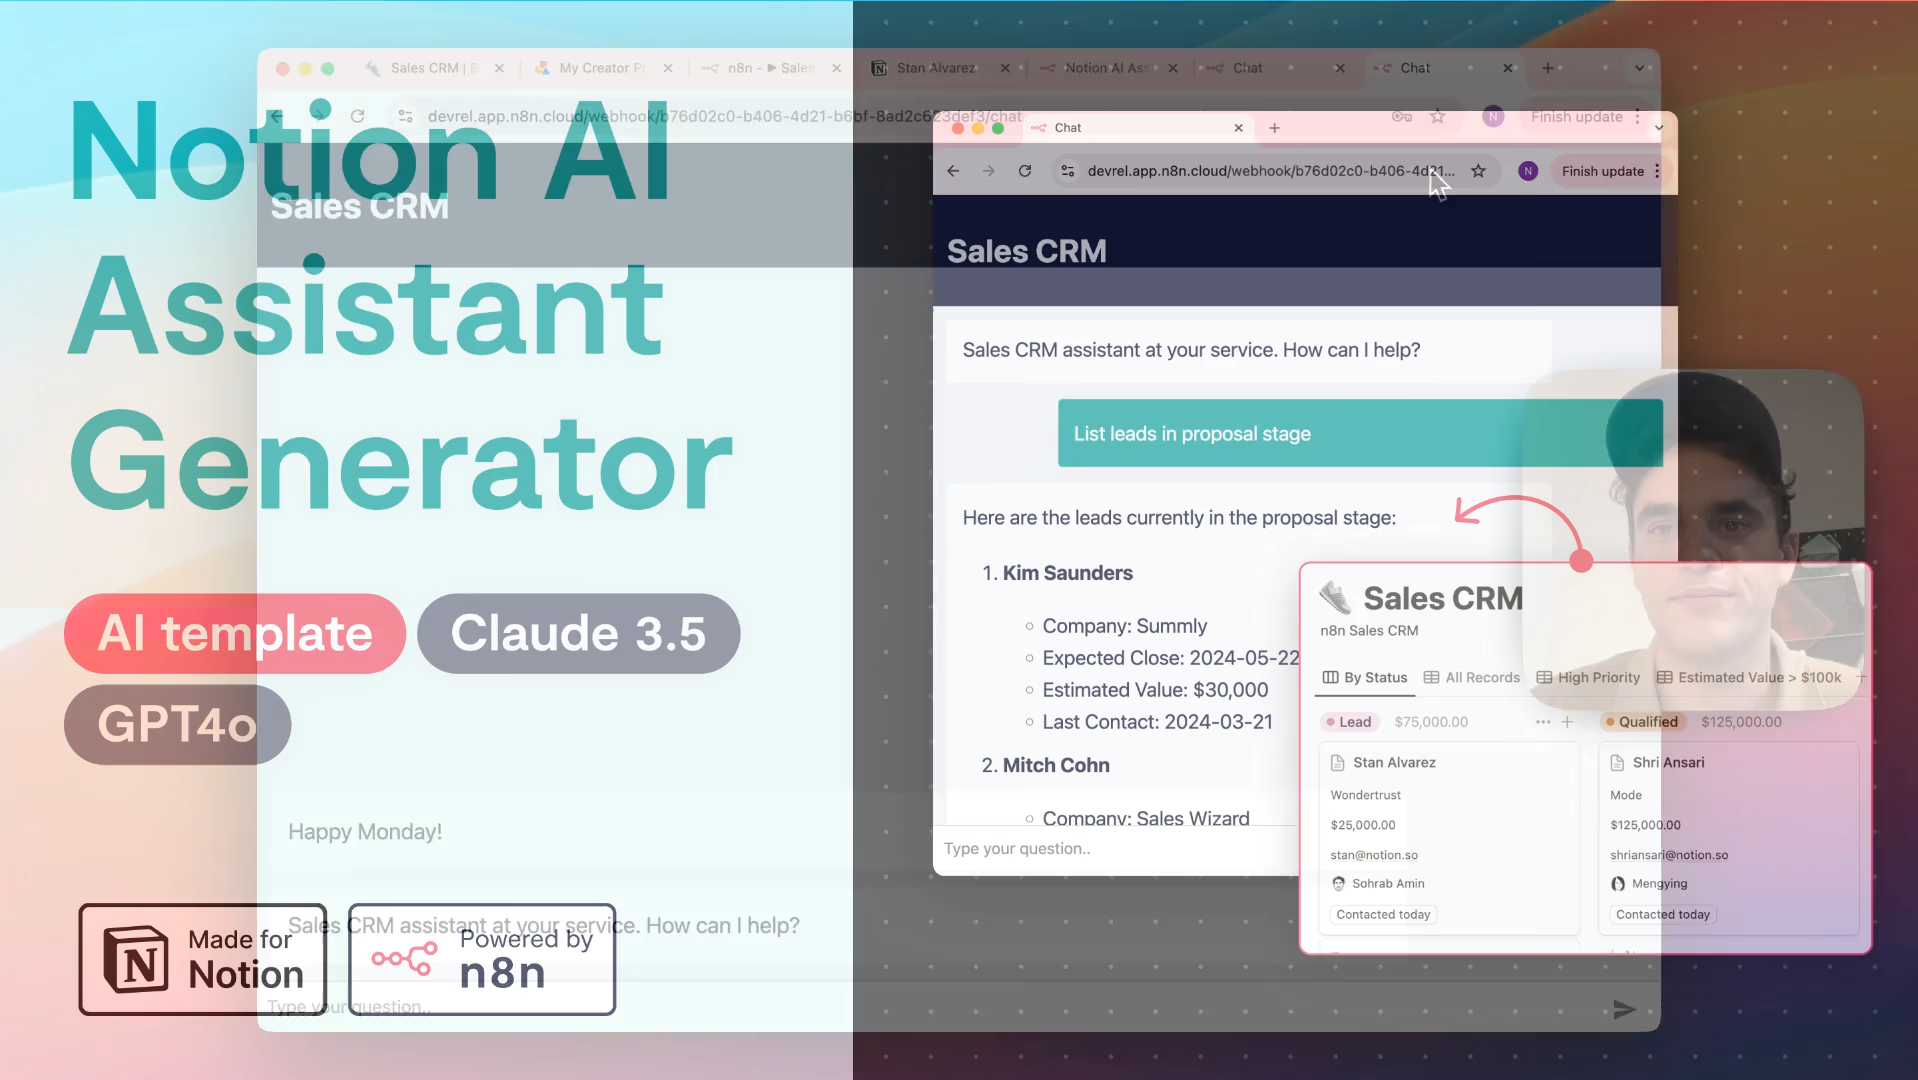 Sales CRM | B
My Creator Pr
n8n - ▶ Sales
Stan Alvarez
Notion AI Ass
Chat
Chat
devrel.app.n8n.cloud/webhook/b76d02c0-b406-4d21-b6bf-8ad2c623def3/chat
Finish update
Sales CRM
Notion AI
Assistant
Generator
AI template
Claude 3.5
GPT4o
Happy Monday!
Sales CRM assistant at your service. How can I help?
Type your question..
Made for
Notion
Powered by
n8n
Chat
devrel.app.n8n.cloud/webhook/b76d02c0-b406-4d21...
N
Finish update
Sales CRM
Sales CRM assistant at your service. How can I help?
List leads in proposal stage
Here are the leads currently in the proposal stage:
1. Kim Saunders
Company: Summly
Expected Close: 2024-05-22
Estimated Value: $30,000
Last Contact: 2024-03-21
2. Mitch Cohn
Company: Sales Wizard
Type your question..
Sales CRM
n8n Sales CRM
By Status
All Records
High Priority
Estimated Value > $100k
Lead $75,000.00
Stan Alvarez
Wondertrust
$25,000.00
stan@notion.so
Sohrab Amin
Contacted today
Qualified $125,000.00
Shri Ansari
Mode
$125,000.00
shriansari@notion.so
Mengying
Contacted today